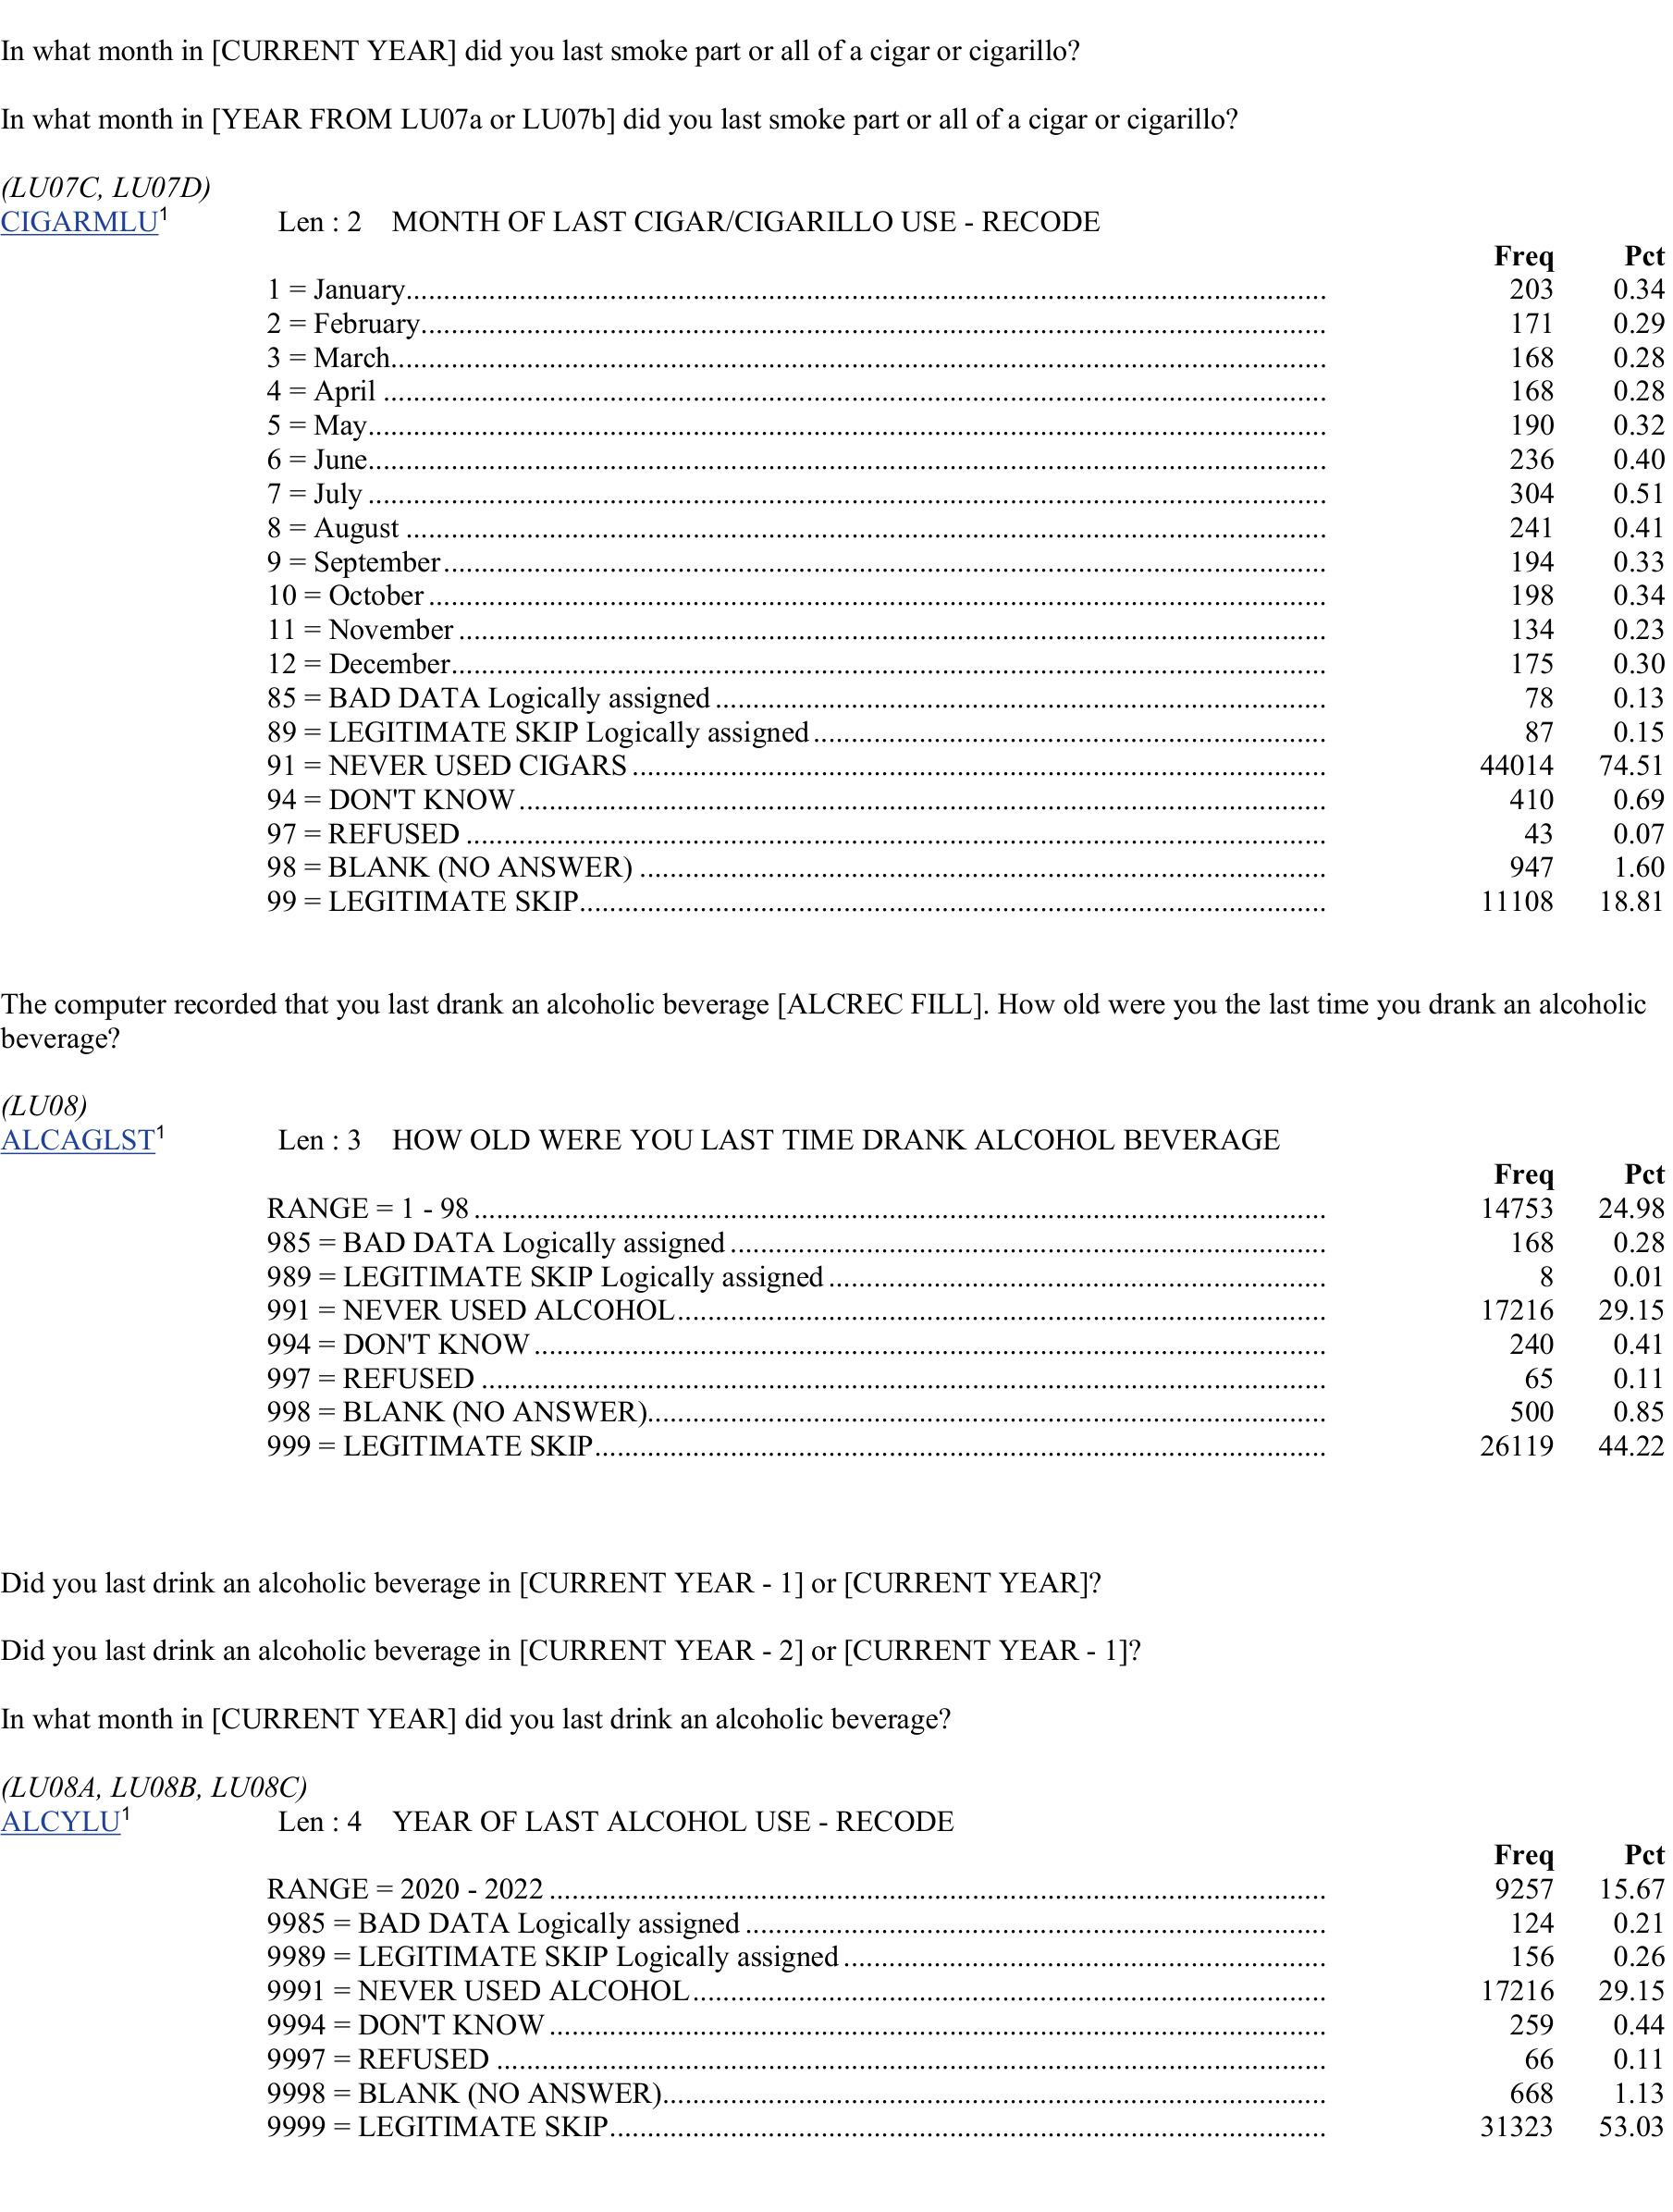 In what month in [CURRENT YEAR] did you last smoke part or all of a cigar or cigarillo?
In what month in [YEAR FROM LU07a or LU07b] did you last smoke part or all of a cigar or cigarillo?
(LU07C, LU07D)
CIGARMLU¹ Len : 2 MONTH OF LAST CIGAR/CIGARILLO USE - RECODE
Freq Pct
1 = January 203 0.34
2 = February 171 0.29
3 = March 168 0.28
4 = April 168 0.28
5 = May 190 0.32
6 = June 236 0.40
7 = July 304 0.51
8 = August 241 0.41
9 = September 194 0.33
10 = October 198 0.34
11 = November 134 0.23
12 = December 175 0.30
85 = BAD DATA Logically assigned 78 0.13
89 = LEGITIMATE SKIP Logically assigned 87 0.15
91 = NEVER USED CIGARS 44014 74.51
94 = DON'T KNOW 410 0.69
97 = REFUSED 43 0.07
98 = BLANK (NO ANSWER) 947 1.60
99 = LEGITIMATE SKIP 11108 18.81
The computer recorded that you last drank an alcoholic beverage [ALCREC FILL]. How old were you the last time you drank an alcoholic
beverage?
(LU08)
ALCAGLST¹ Len : 3 HOW OLD WERE YOU LAST TIME DRANK ALCOHOL BEVERAGE
Freq Pct
RANGE = 1 - 98 14753 24.98
985 = BAD DATA Logically assigned 168 0.28
989 = LEGITIMATE SKIP Logically assigned 8 0.01
991 = NEVER USED ALCOHOL 17216 29.15
994 = DON'T KNOW 240 0.41
997 = REFUSED 65 0.11
998 = BLANK (NO ANSWER) 500 0.85
999 = LEGITIMATE SKIP 26119 44.22
Did you last drink an alcoholic beverage in [CURRENT YEAR - 1] or [CURRENT YEAR]?
Did you last drink an alcoholic beverage in [CURRENT YEAR - 2] or [CURRENT YEAR - 1]?
In what month in [CURRENT YEAR] did you last drink an alcoholic beverage?
(LU08A, LU08B, LU08C)
ALCYLU¹ Len : 4 YEAR OF LAST ALCOHOL USE - RECODE
Freq Pct
RANGE = 2020 - 2022 9257 15.67
9985 = BAD DATA Logically assigned 124 0.21
9989 = LEGITIMATE SKIP Logically assigned 156 0.26
9991 = NEVER USED ALCOHOL 17216 29.15
9994 = DON'T KNOW 259 0.44
9997 = REFUSED 66 0.11
9998 = BLANK (NO ANSWER) 668 1.13
9999 = LEGITIMATE SKIP 31323 53.03